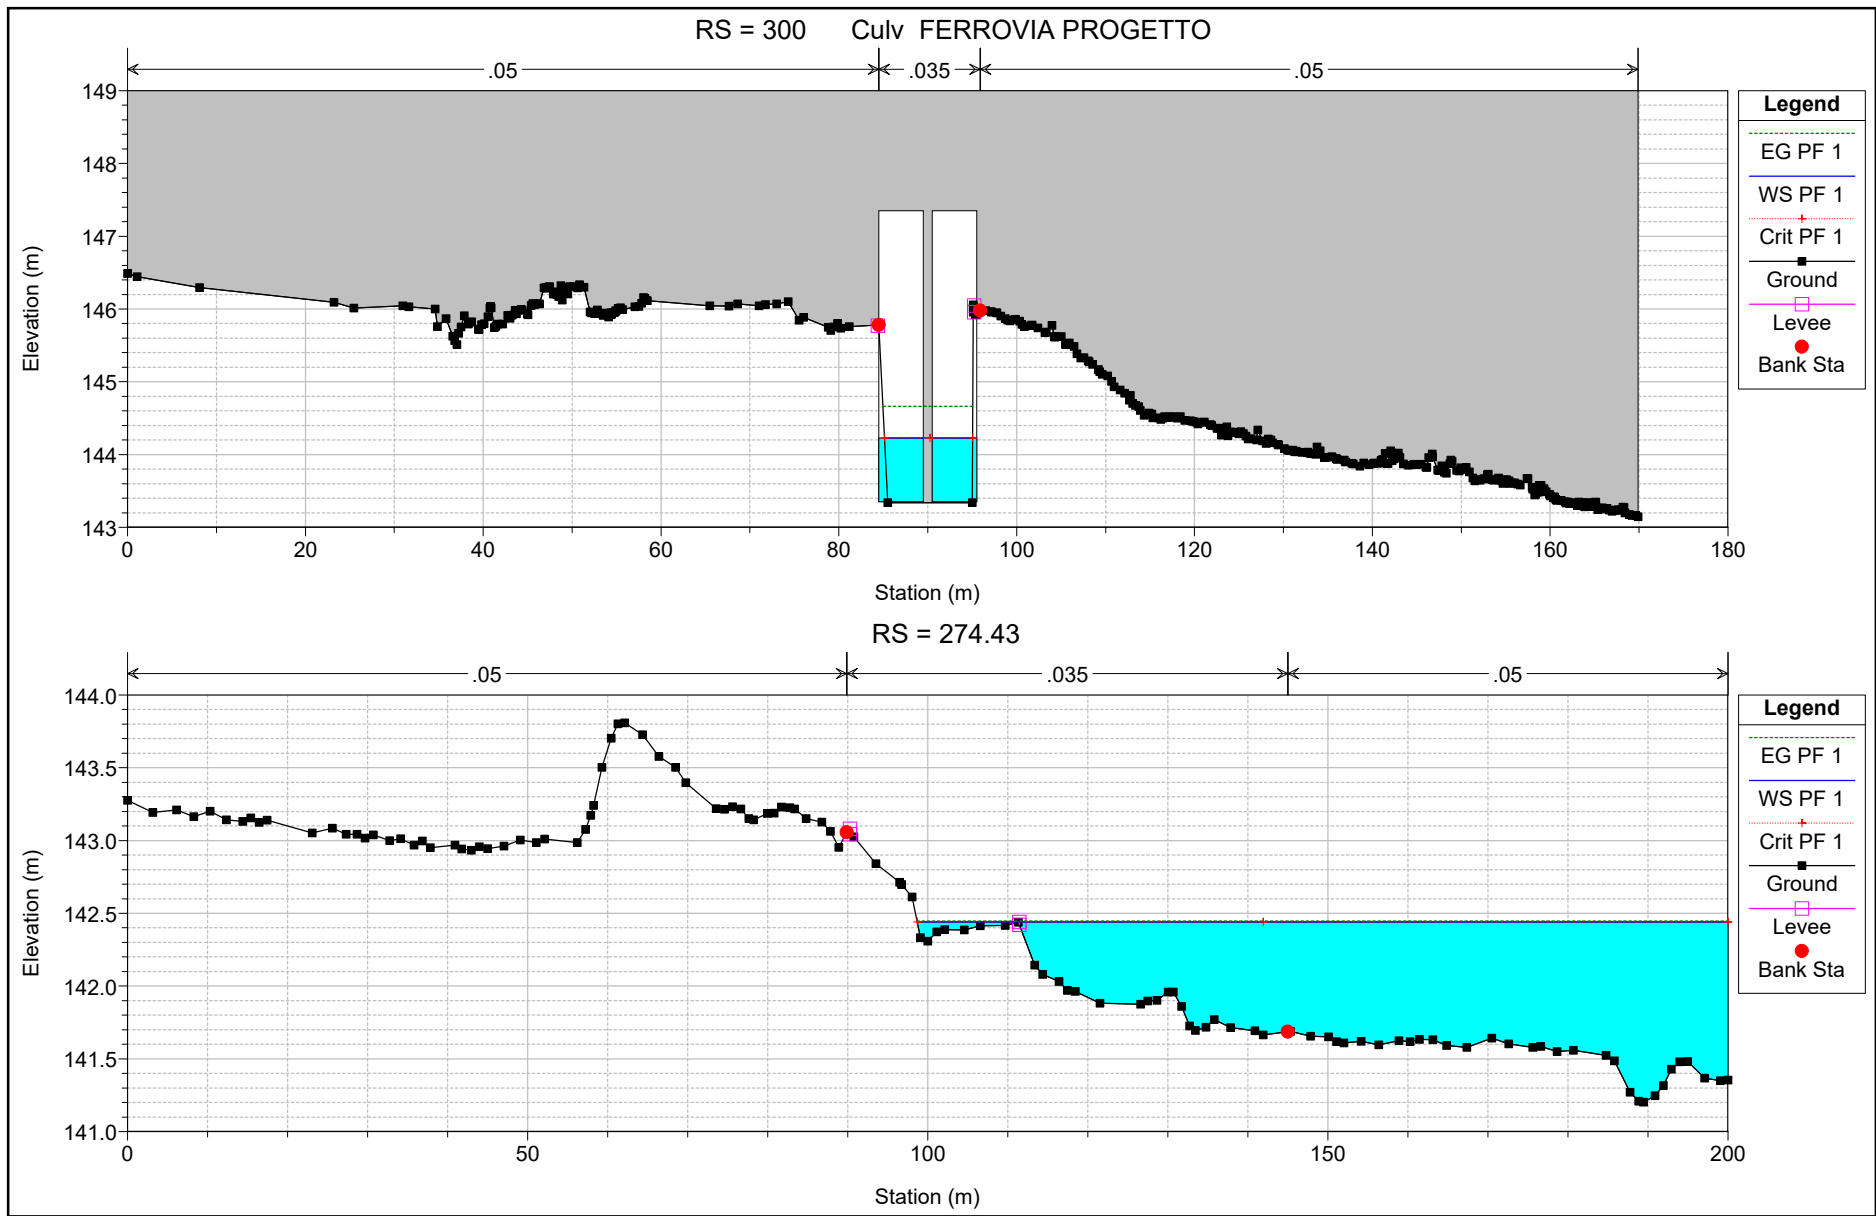 RS = 300 Culv FERROVIA PROGETTO
.05 .035 .05
149
148
147
146
145
144
143
Elevation (m)
0 20 40 60 80 100 120 140 160 180
Station (m)
Legend
EG PF 1
WS PF 1
Crit PF 1
Ground
Levee
Bank Sta
RS = 274.43
.05 .035 .05
144.0
143.5
143.0
142.5
142.0
141.5
141.0
Elevation (m)
0 50 100 150 200
Station (m)
Legend
EG PF 1
WS PF 1
Crit PF 1
Ground
Levee
Bank Sta